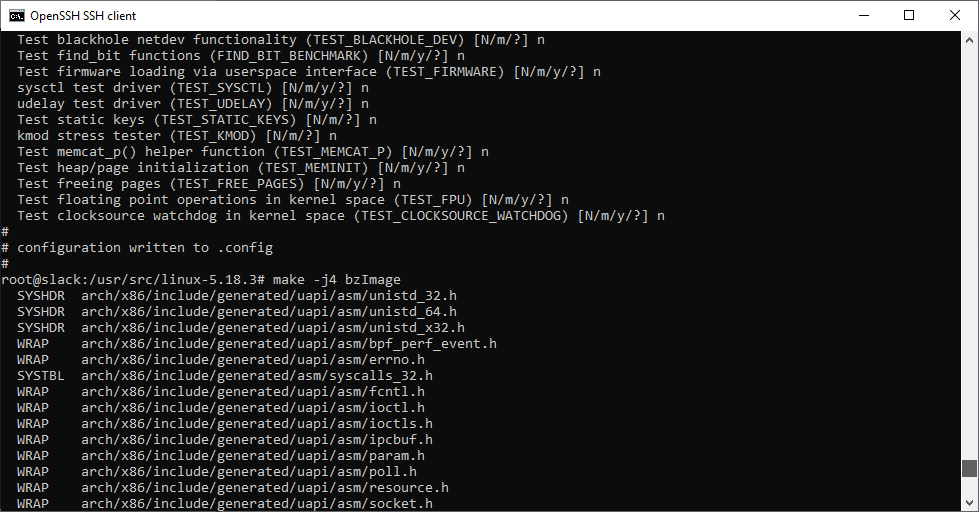 OpenSSH SSH client
Test blackhole netdev functionality (TEST_BLACKHOLE_DEV) [N/m/?] n
Test find_bit functions (FIND_BIT_BENCHMARK) [N/m/y/?] n
Test firmware loading via userspace interface (TEST_FIRMWARE) [N/m/y/?] n
sysctl test driver (TEST_SYSCTL) [N/m/y/?] n
udelay test driver (TEST_UDELAY) [N/m/y/?] n
Test static keys (TEST_STATIC_KEYS) [N/m/?] n
kmod stress tester (TEST_KMOD) [N/m/?] n
Test memcat_p() helper function (TEST_MEMCAT_P) [N/m/y/?] n
Test heap/page initialization (TEST_MEMINIT) [N/m/y/?] n
Test freeing pages (TEST_FREE_PAGES) [N/m/y/?] n
Test floating point operations in kernel space (TEST_FPU) [N/m/y/?] n
Test clocksource watchdog in kernel space (TEST_CLOCKSOURCE_WATCHDOG) [N/m/y/?] n
#
# configuration written to .config
#
root@slack:/usr/src/linux-5.18.3# make -j4 bzImage
SYSHDR  arch/x86/include/generated/uapi/asm/unistd_32.h
SYSHDR  arch/x86/include/generated/uapi/asm/unistd_64.h
SYSHDR  arch/x86/include/generated/uapi/asm/unistd_x32.h
WRAP    arch/x86/include/generated/uapi/asm/bpf_perf_event.h
WRAP    arch/x86/include/generated/uapi/asm/errno.h
SYSTBL  arch/x86/include/generated/asm/syscalls_32.h
WRAP    arch/x86/include/generated/uapi/asm/fcntl.h
WRAP    arch/x86/include/generated/uapi/asm/ioctl.h
WRAP    arch/x86/include/generated/uapi/asm/ioctls.h
WRAP    arch/x86/include/generated/uapi/asm/ipcbuf.h
WRAP    arch/x86/include/generated/uapi/asm/param.h
WRAP    arch/x86/include/generated/uapi/asm/poll.h
WRAP    arch/x86/include/generated/uapi/asm/resource.h
WRAP    arch/x86/include/generated/uapi/asm/socket.h